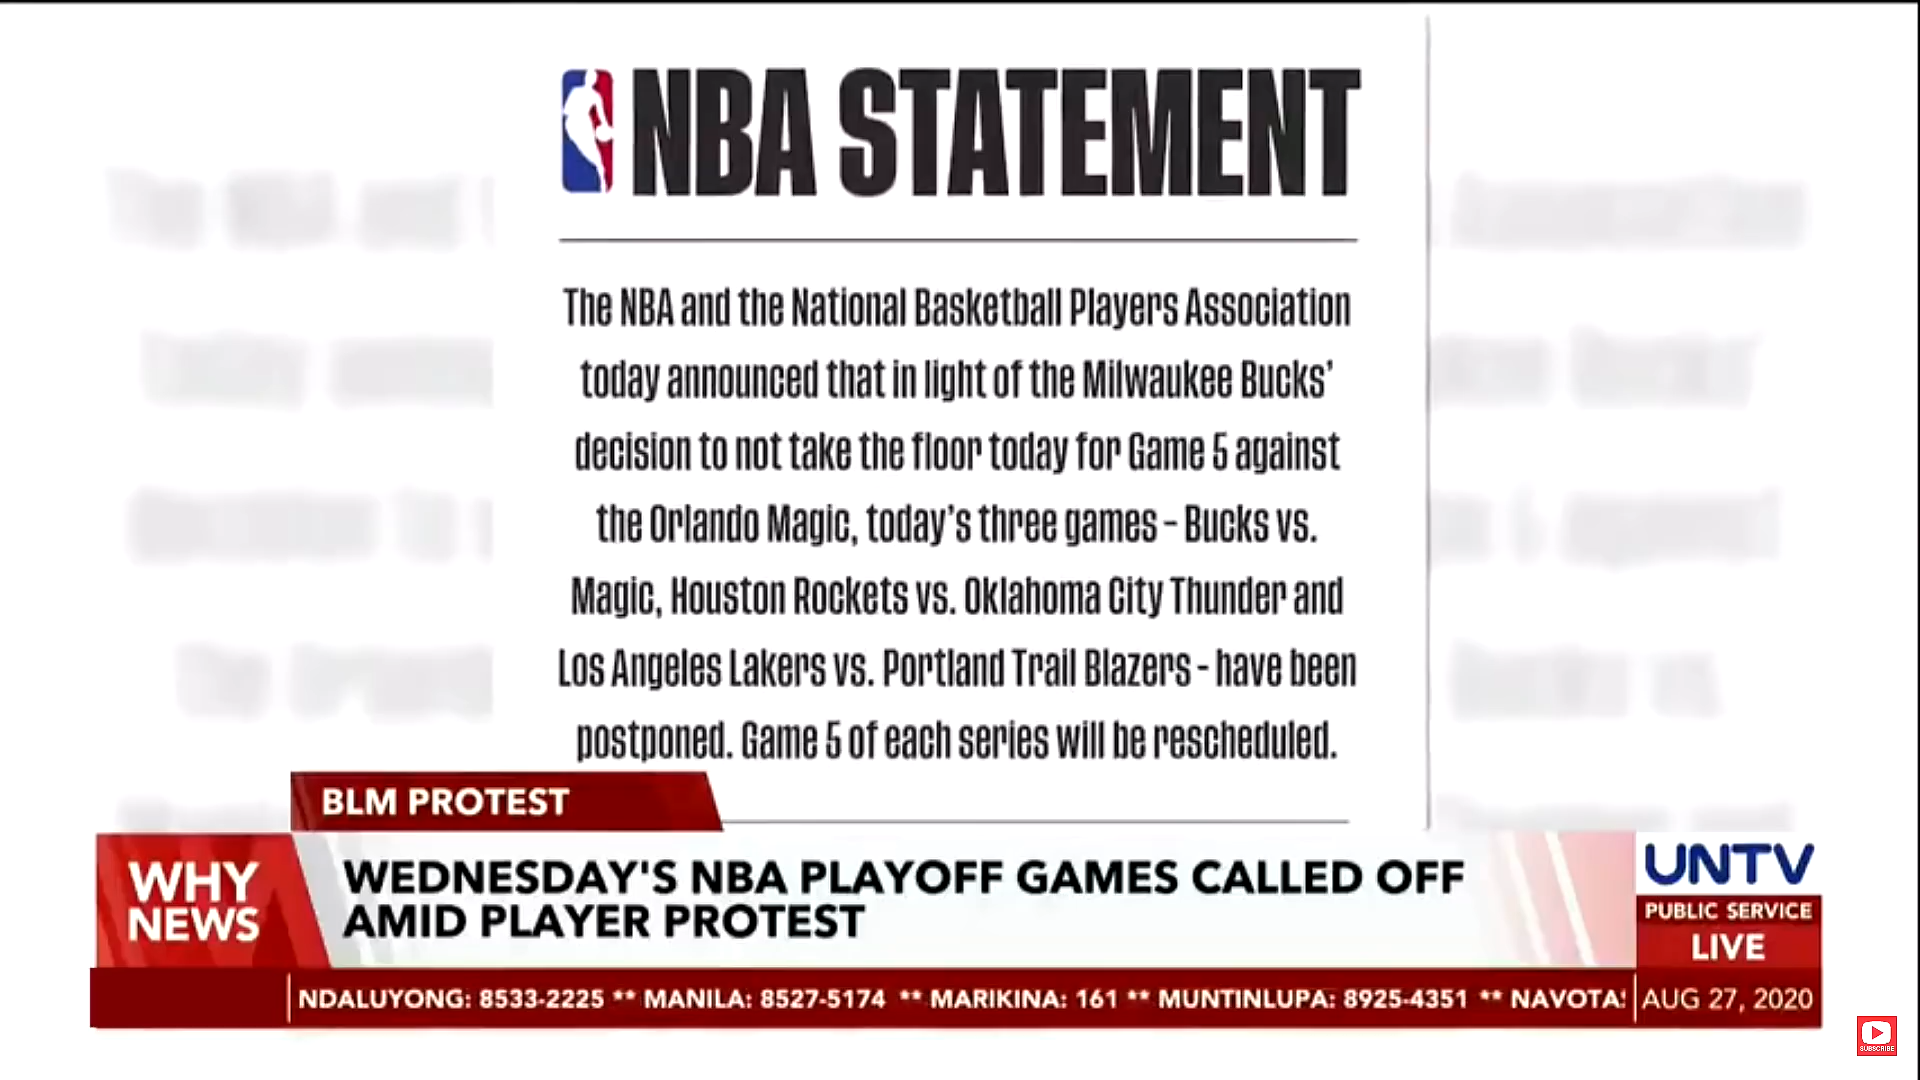 NBA STATEMENT
The NBA and the National Basketball Players Association
today announced that in light of the Milwaukee Bucks’
decision to not take the floor today for Game 5 against
the Orlando Magic, today’s three games – Bucks vs.
Magic, Houston Rockets vs. Oklahoma City Thunder and
Los Angeles Lakers vs. Portland Trail Blazers – have been
postponed. Game 5 of each series will be rescheduled.
BLM PROTEST
WHY
NEWS
WEDNESDAY'S NBA PLAYOFF GAMES CALLED OFF
AMID PLAYER PROTEST
UNTV
PUBLIC SERVICE
LIVE
NDALUYONG: 8533-2225 ** MANILA: 8527-5174 ** MARIKINA: 161 ** MUNTINLUPA: 8925-4351 ** NAVOTAS
AUG 27, 2020
SUBSCRIBE